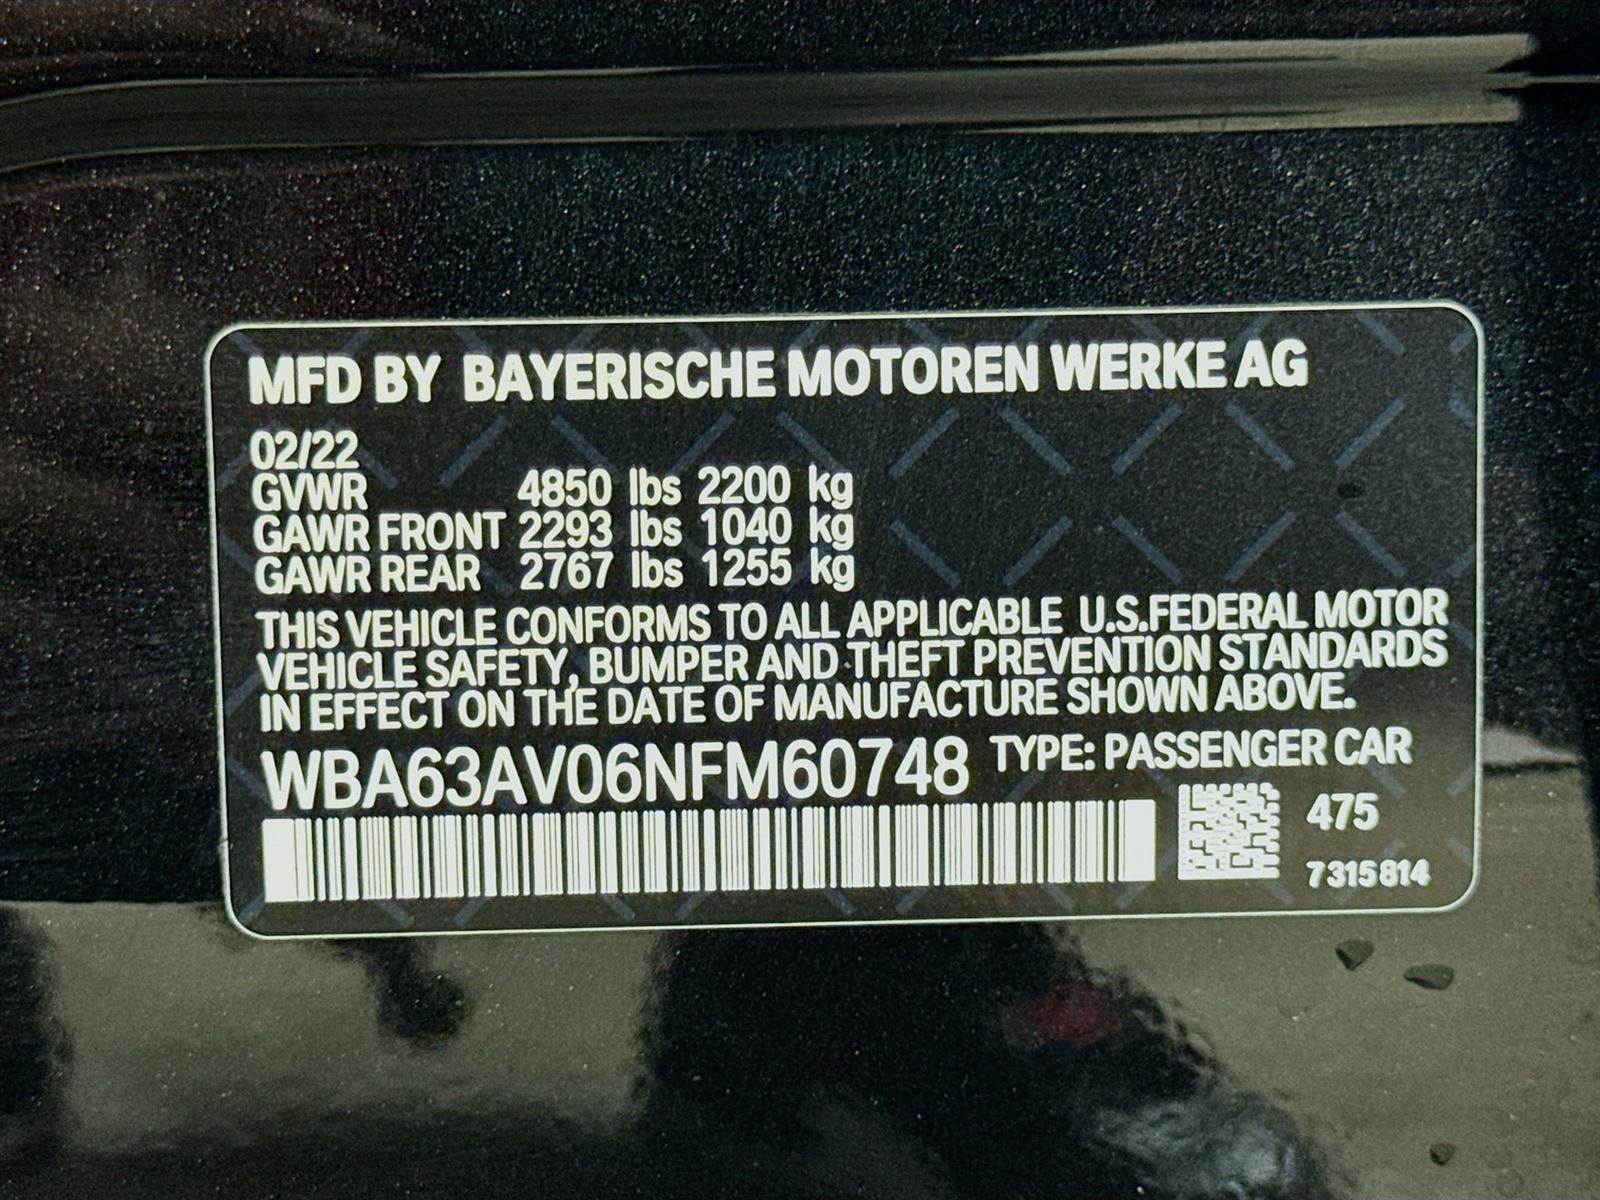 MFD BY BAYERISCHE MOTOREN WERKE AG
02/22
GVWR 4850 lbs 2200 kg
GAWR FRONT 2293 lbs 1040 kg
GAWR REAR 2767 lbs 1255 kg
THIS VEHICLE CONFORMS TO ALL APPLICABLE U.S.FEDERAL MOTOR
VEHICLE SAFETY, BUMPER AND THEFT PREVENTION STANDARDS
IN EFFECT ON THE DATE OF MANUFACTURE SHOWN ABOVE.
WBA63AV06NFM60748 TYPE: PASSENGER CAR
475
7315814